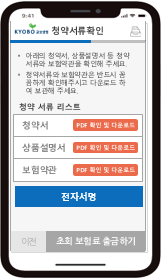 9:41
KYOBO 교보생명 청약서류확인
• 아래의 청약서, 상품설명서 등 청약
서류와 보험약관을 확인해 주세요.
• 청약서류와 보험약관은 반드시 꼼
꼼하게 확인해주시고 다운로드 하
여 보관해 주세요.
청약 서류 리스트
청약서 PDF 확인 및 다운로드
상품설명서 PDF 확인 및 다운로드
보험약관 PDF 확인 및 다운로드
전자서명
이전 초회 보험료 출금하기